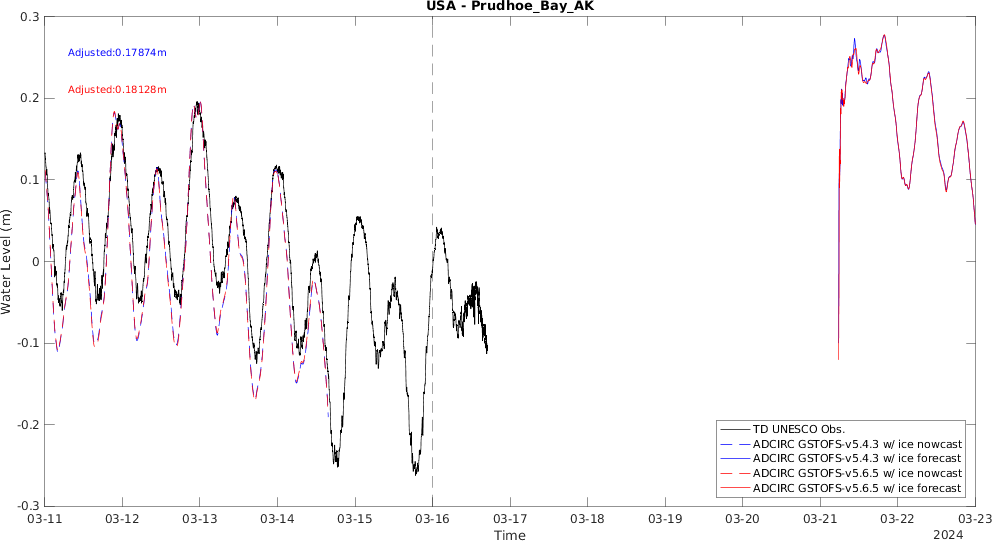 USA - Prudhoe_Bay_AK
Adjusted:0.17874m
Adjusted:0.18128m
Water Level (m)
0.3
0.2
0.1
0
-0.1
-0.2
-0.3
TD UNESCO Obs.
ADCIRC GSTOFS-v5.4.3 w/ ice nowcast
ADCIRC GSTOFS-v5.4.3 w/ ice forecast
ADCIRC GSTOFS-v5.6.5 w/ ice nowcast
ADCIRC GSTOFS-v5.6.5 w/ ice forecast
03-11 03-12 03-13 03-14 03-15 03-16 03-17 03-18 03-19 03-20 03-21 03-22 03-23
Time
2024